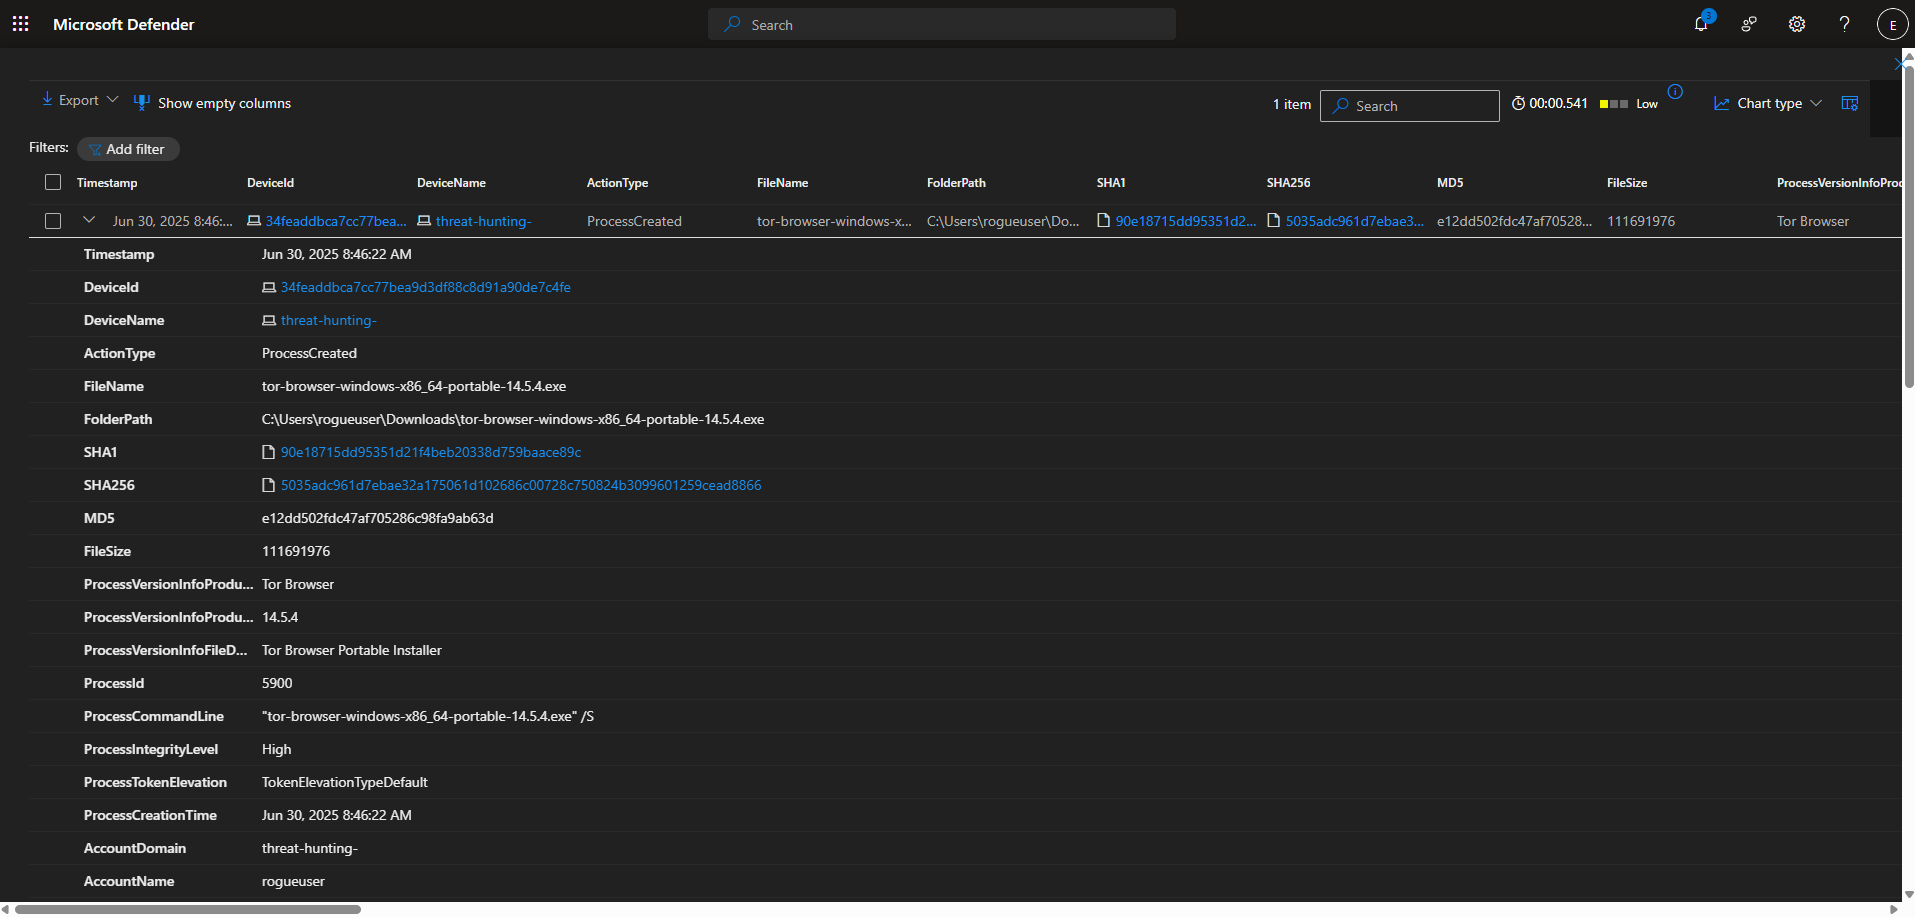 Microsoft Defender
Search
3
E
Export
Show empty columns
1 item
Search
00:00.541
Low
Chart type
Filters:
Add filter
Timestamp DeviceId DeviceName ActionType FileName FolderPath SHA1 SHA256 MD5 FileSize ProcessVersionInfoProd
Jun 30, 2025 8:46:... 34feaddbca7cc77bea... threat-hunting- ProcessCreated tor-browser-windows-x... C:\Users\rogueuser\Do... 90e18715dd95351d2... 5035adc961d7ebae3... e12dd502fdc47af70528... 111691976 Tor Browser
Timestamp Jun 30, 2025 8:46:22 AM
DeviceId 34feaddbca7cc77bea9d3df88c8d91a90de7c4fe
DeviceName threat-hunting-
ActionType ProcessCreated
FileName tor-browser-windows-x86_64-portable-14.5.4.exe
FolderPath C:\Users\rogueuser\Downloads\tor-browser-windows-x86_64-portable-14.5.4.exe
SHA1 90e18715dd95351d21f4beb20338d759baace89c
SHA256 5035adc961d7ebae32a175061d102686c00728c750824b3099601259cead8866
MD5 e12dd502fdc47af705286c98fa9ab63d
FileSize 111691976
ProcessVersionInfoProdu... Tor Browser
ProcessVersionInfoProdu... 14.5.4
ProcessVersionInfoFileD... Tor Browser Portable Installer
ProcessId 5900
ProcessCommandLine "tor-browser-windows-x86_64-portable-14.5.4.exe" /S
ProcessIntegrityLevel High
ProcessTokenElevation TokenElevationTypeDefault
ProcessCreationTime Jun 30, 2025 8:46:22 AM
AccountDomain threat-hunting-
AccountName rogueuser